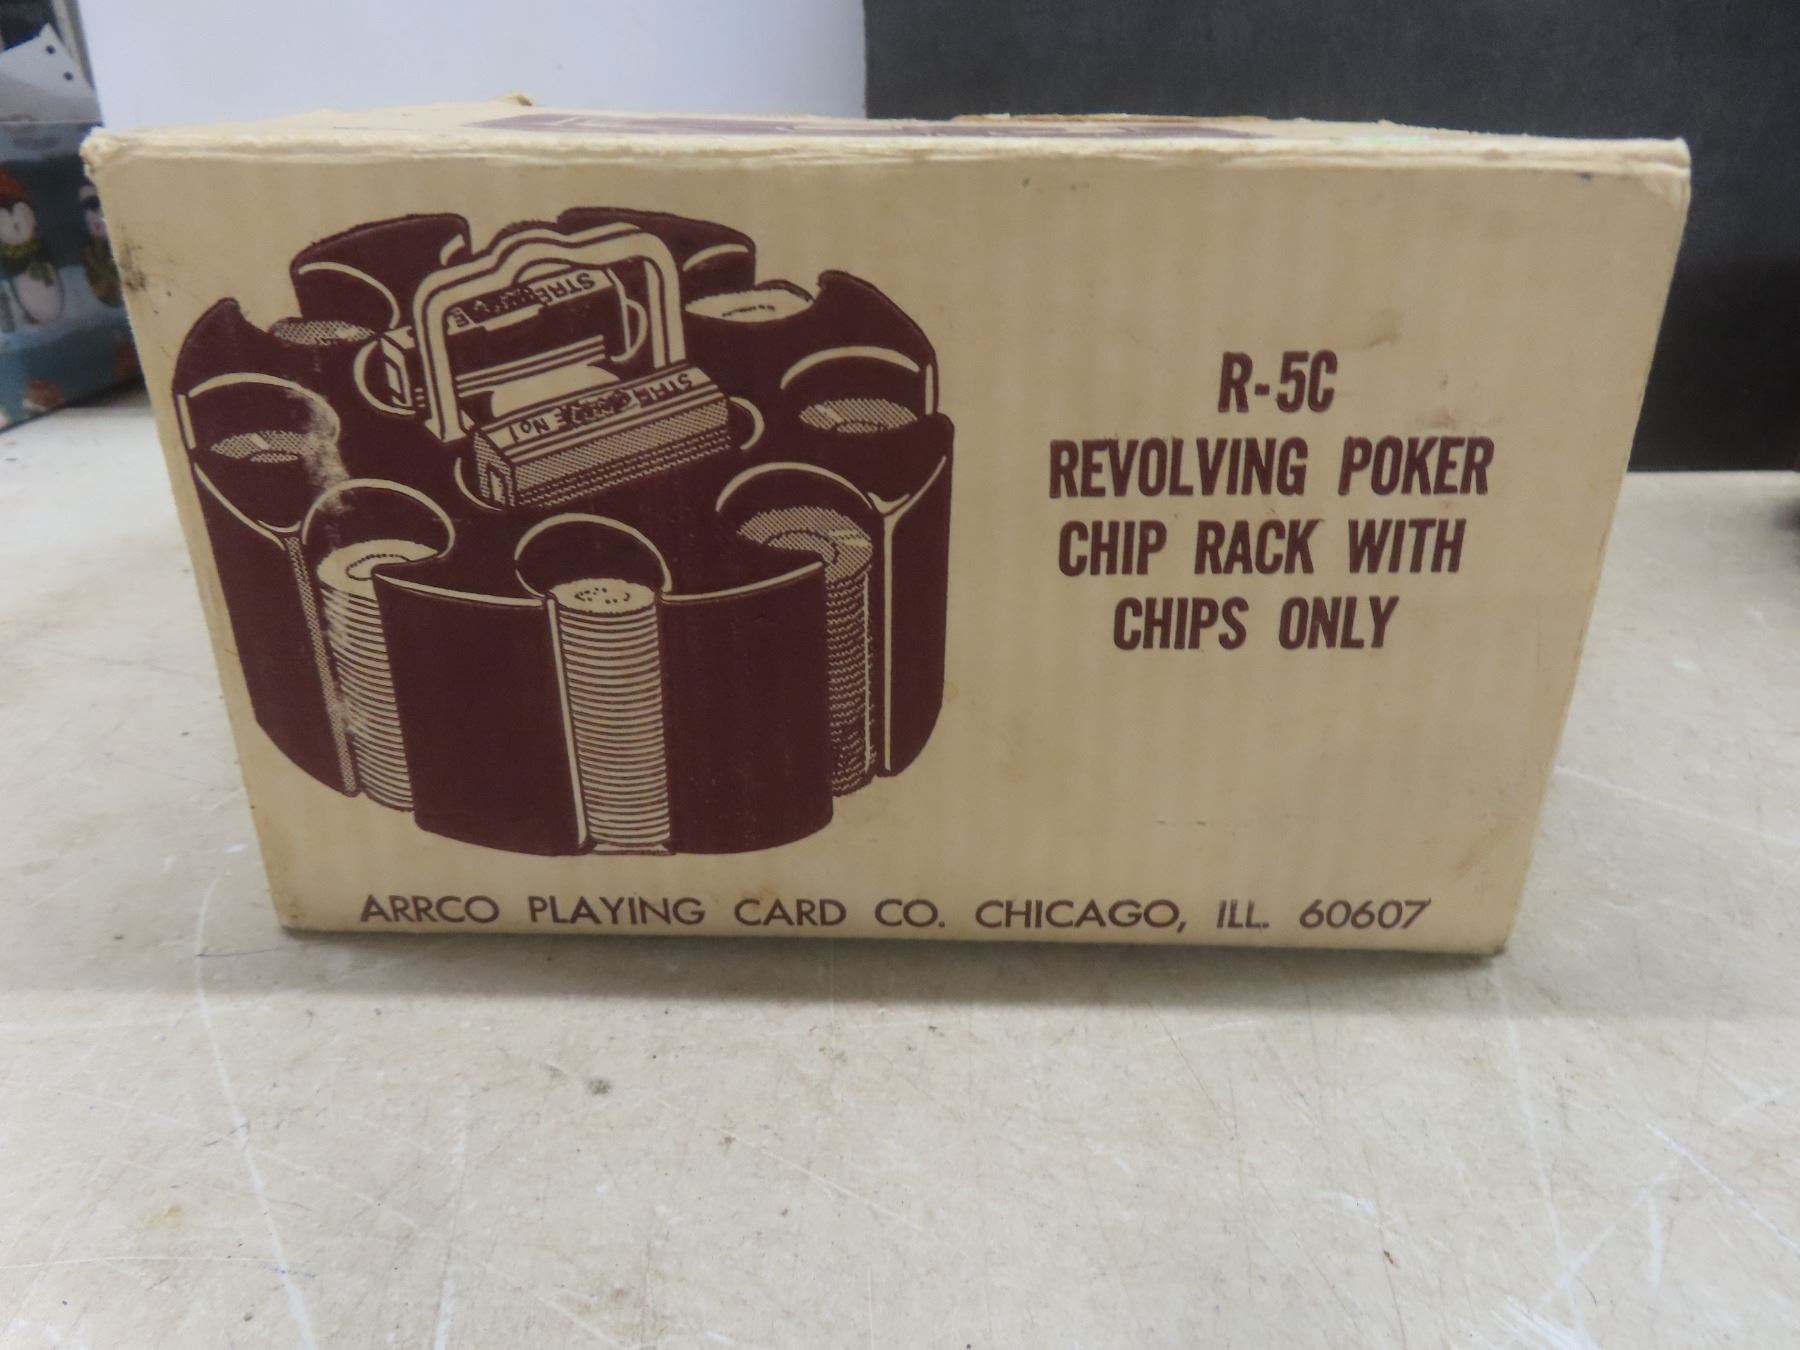 R-5C
REVOLVING POKER
CHIP RACK WITH
CHIPS ONLY
ARRCO PLAYING CARD CO. CHICAGO, ILL. 60607